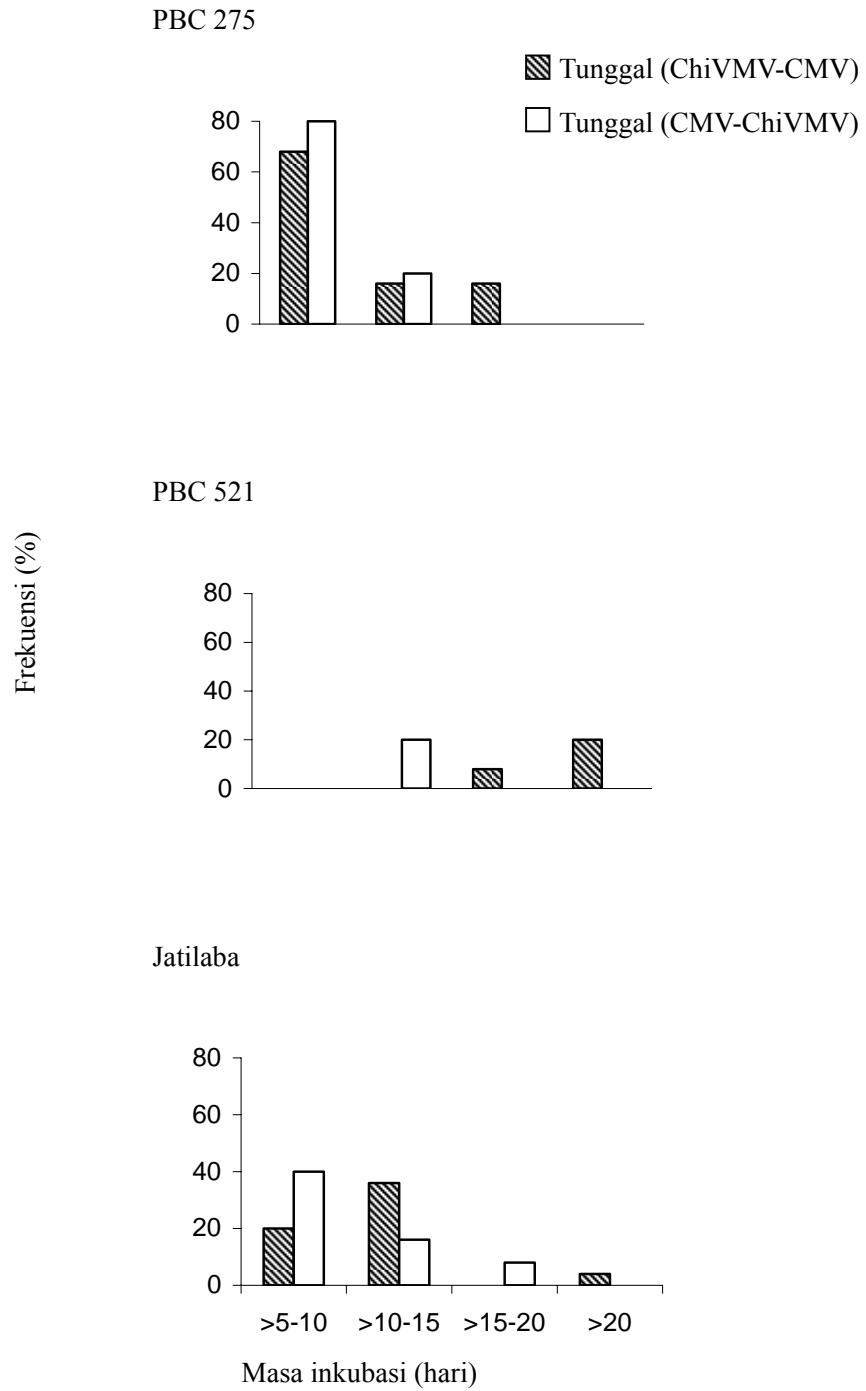 PBC 275
Tunggal (ChiVMV-CMV)
Tunggal (CMV-ChiVMV)
80
60
40
20
0
PBC 521
Frekuensi (%)
80
60
40
20
0
Jatilaba
80
60
40
20
0
>5-10 >10-15 >15-20 >20
Masa inkubasi (hari)